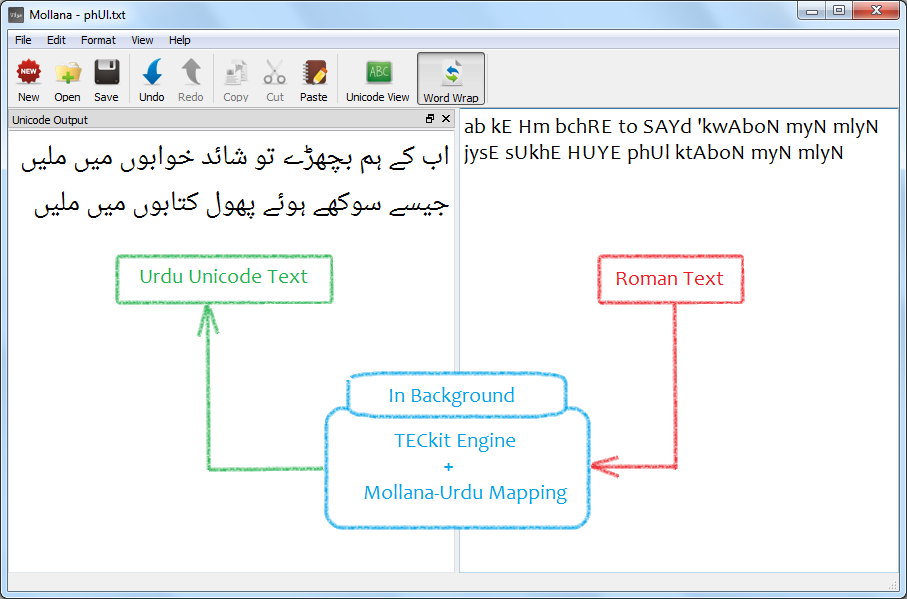 Mollana - phUl.txt
File Edit Format View Help
NEW ABC
New Open Save Undo Redo Copy Cut Paste Unicode View Word Wrap
Unicode Output
اب کے ہم بچھڑے تو شائد خوابوں میں ملیں
جیسے سوکھے ہوئے پھول کتابوں میں ملیں
ab kE Hm bchRE to SAYd 'kwAboN myN mlyN
jysE sUkhE HUYE phUl ktAboN myN mlyN
Urdu Unicode Text
Roman Text
In Background
TECkit Engine
+
Mollana-Urdu Mapping